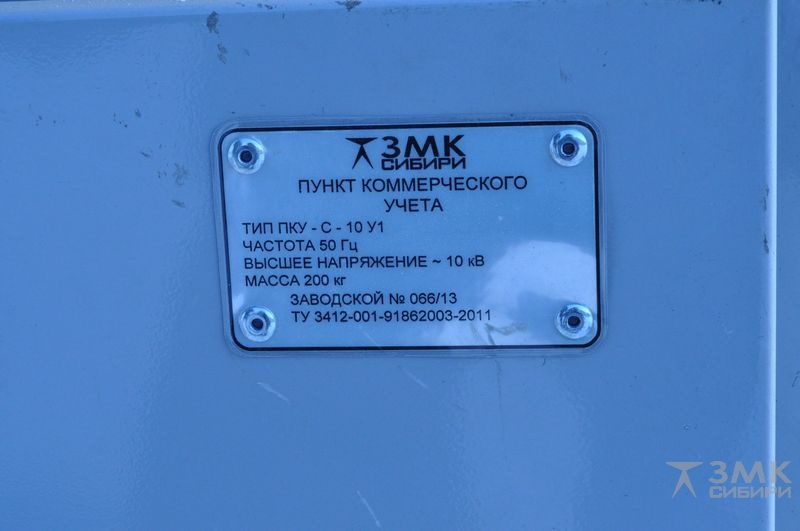 ЗМК
СИБИРИ
ПУНКТ КОММЕРЧЕСКОГО
УЧЕТА
ТИП ПКУ - С - 10 У1
ЧАСТОТА 50 Гц
ВЫСШЕЕ НАПРЯЖЕНИЕ ~ 10 кВ
МАССА 200 кг
ЗАВОДСКОЙ № 066/13
ТУ 3412-001-91862003-2011
ЗМК
СИБИРИ